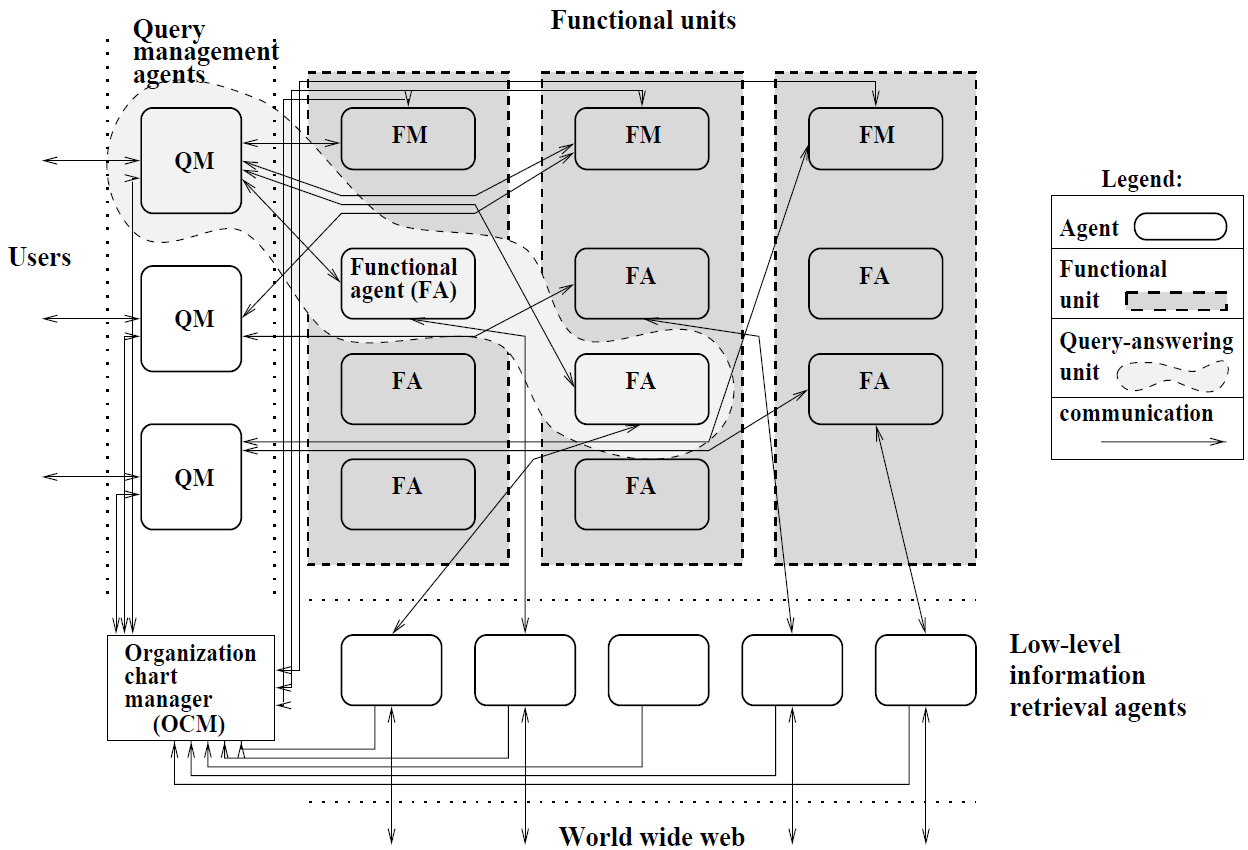 Functional units
Query
management
agents
QM
FM
FM
FM
Users
Functional
agent (FA)
FA
FA
QM
FA
FA
FA
QM
FA
FA
Legend:
Agent
Functional
unit
Query-answering
unit
communication
Organization
chart
manager
(OCM)
Low-level
information
retrieval agents
World wide web